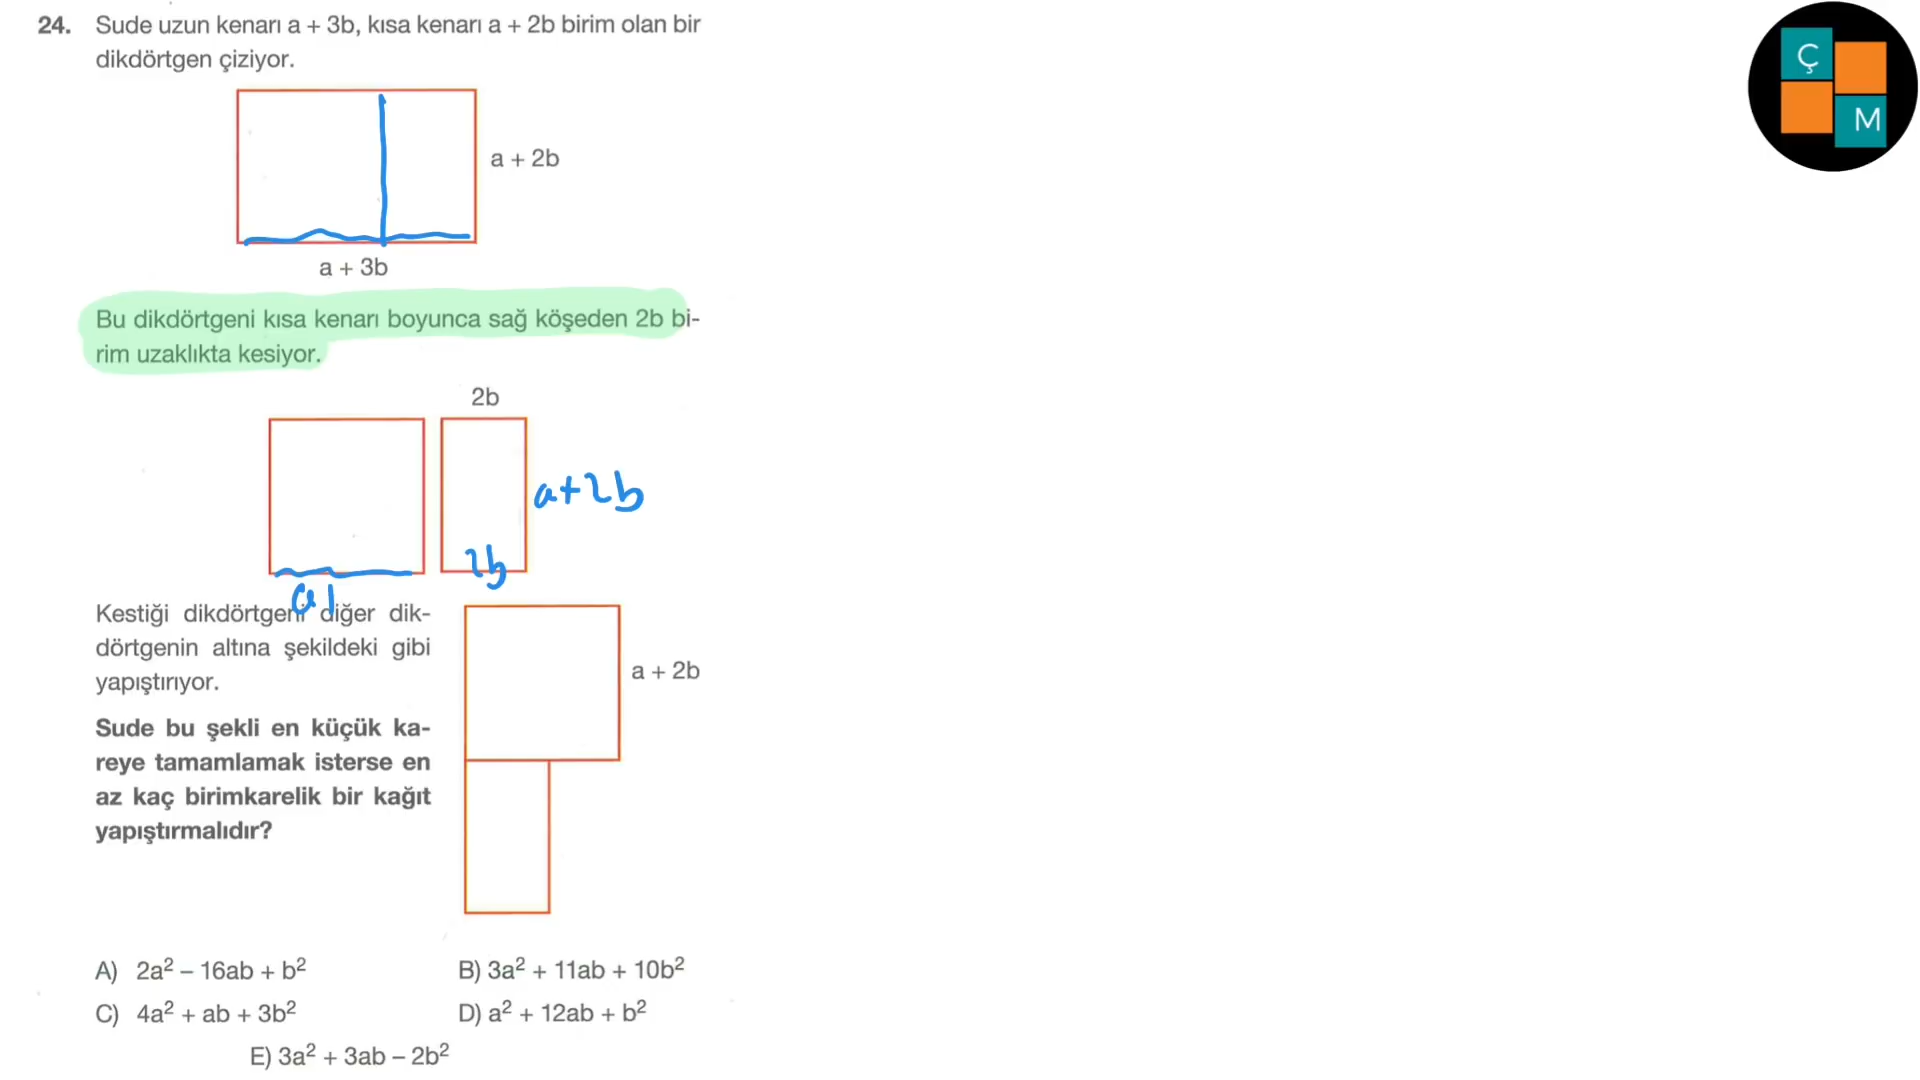 24. Sude uzun kenarı a + 3b, kısa kenarı a + 2b birim olan bir
dikdörtgen çiziyor.
a + 2b
a + 3b
Bu dikdörtgeni kısa kenarı boyunca sağ köşeden 2b bi-
rim uzaklıkta kesiyor.
2b
a+2b
2b
a
Kestiği dikdörtgeni diğer dik-
dörtgenin altına şekildeki gibi
yapıştırıyor.
a + 2b
Sude bu şekli en küçük ka-
reye tamamlamak isterse en
az kaç birimkarelik bir kağıt
yapıştırmalıdır?
A) 2a² – 16ab + b²
B) 3a² + 11ab + 10b²
C) 4a² + ab + 3b²
D) a² + 12ab + b²
E) 3a² + 3ab – 2b²
Ç
M